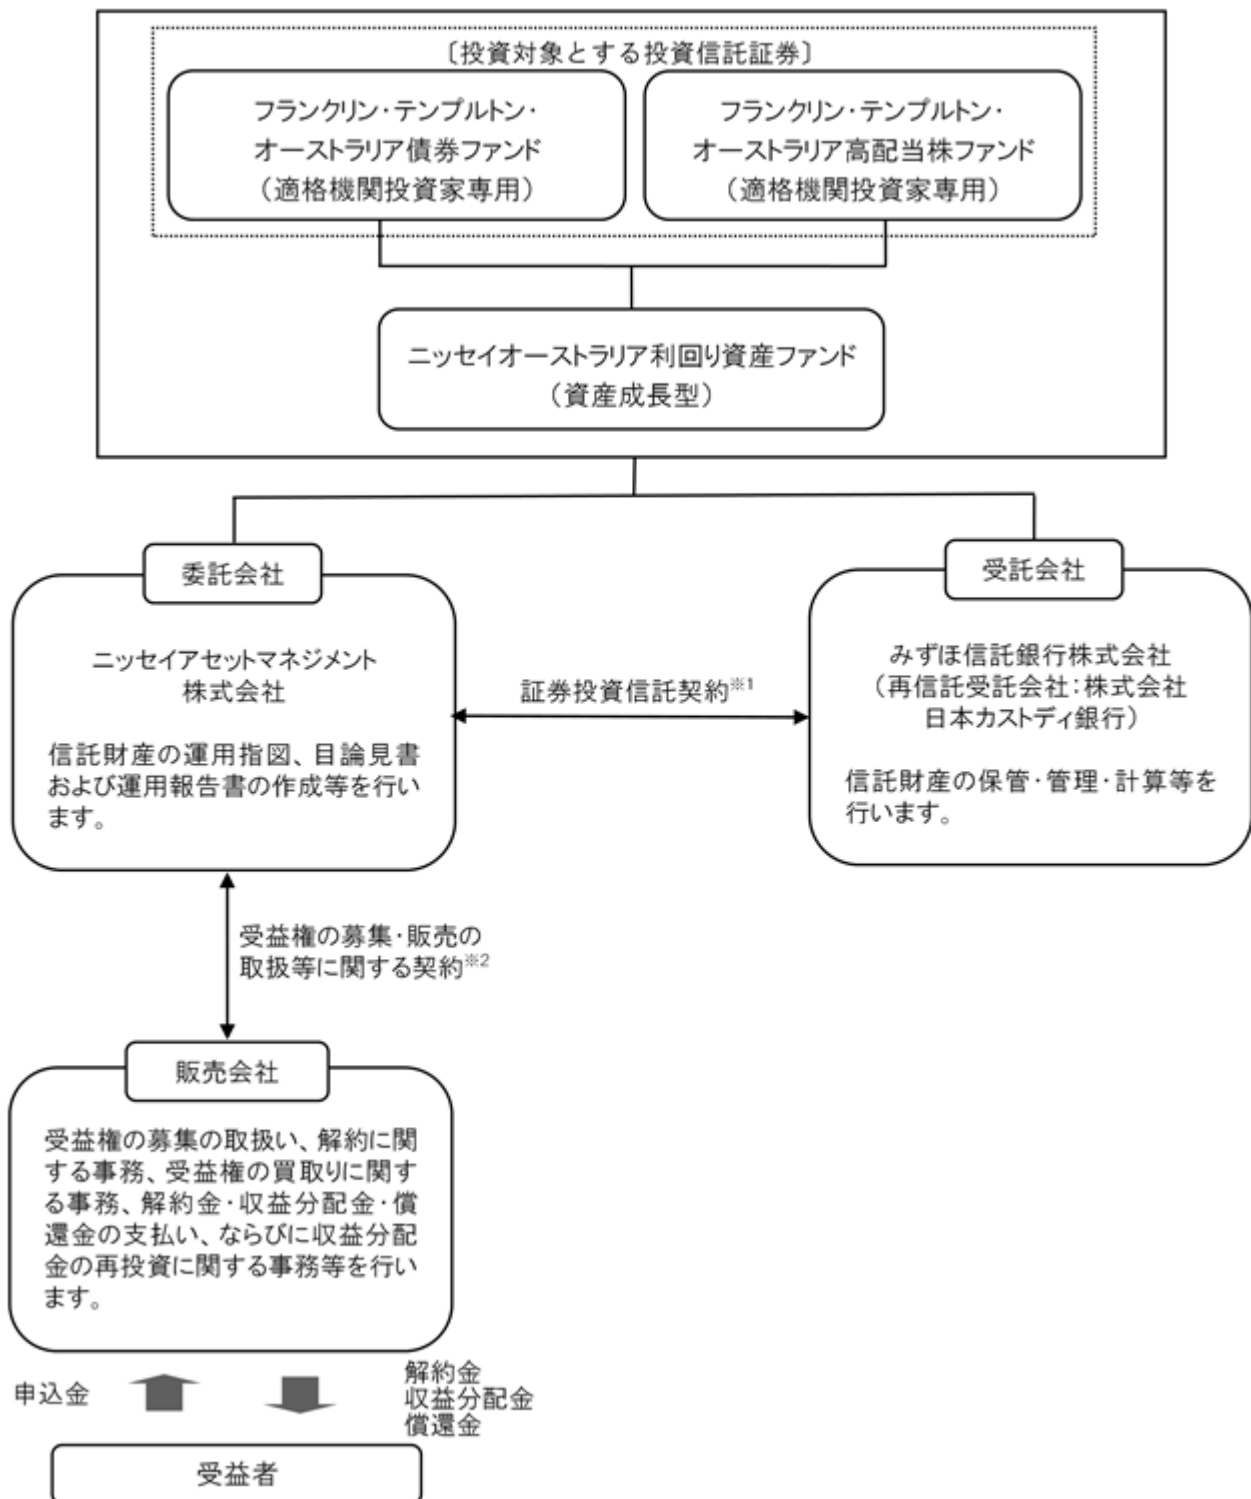 〔投資対象とする投資信託証券〕
フランクリン・テンプルトン・
オーストラリア債券ファンド
（適格機関投資家専用）
フランクリン・テンプルトン・
オーストラリア高配当株ファンド
（適格機関投資家専用）
ニッセイオーストラリア利回り資産ファンド
（資産成長型）
委託会社
ニッセイアセットマネジメント
株式会社
信託財産の運用指図、目論見書
および運用報告書の作成等を行い
ます。
証券投資信託契約※1
受託会社
みずほ信託銀行株式会社
（再信託受託会社：株式会社
日本カストディ銀行）
信託財産の保管・管理・計算等を
行います。
受益権の募集・販売の
取扱等に関する契約※2
販売会社
受益権の募集の取扱い、解約に関
する事務、受益権の買取りに関す
る事務、解約金・収益分配金・償
還金の支払い、ならびに収益分配
金の再投資に関する事務等を行い
ます。
申込金
解約金
収益分配金
償還金
受益者